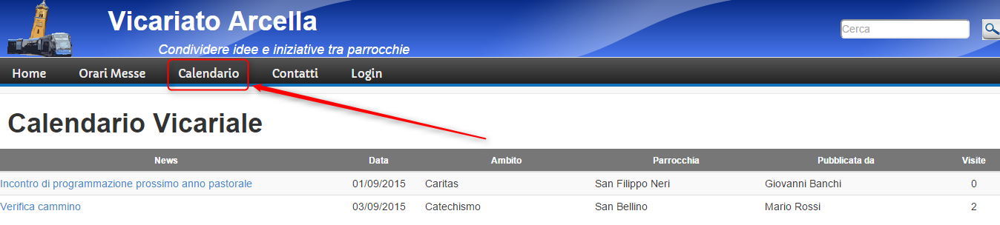 Vicariato Arcella
Cerca
Condividere idee e iniziative tra parrocchie
Home Orari Messe Calendario Contatti Login
Calendario Vicariale
News Data Ambito Parrocchia Pubblicata da Visite
Incontro di programmazione prossimo anno pastorale 01/09/2015 Caritas San Filippo Neri Giovanni Banchi 0
Verifica cammino 03/09/2015 Catechismo San Bellino Mario Rossi 2